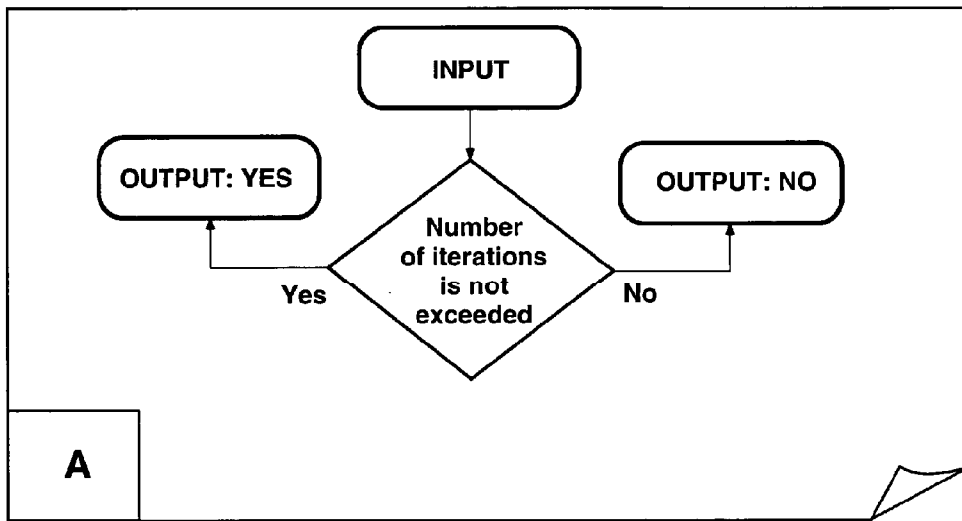 INPUT
OUTPUT: YES
OUTPUT: NO
Number
of iterations
is not
exceeded
Yes
No
A